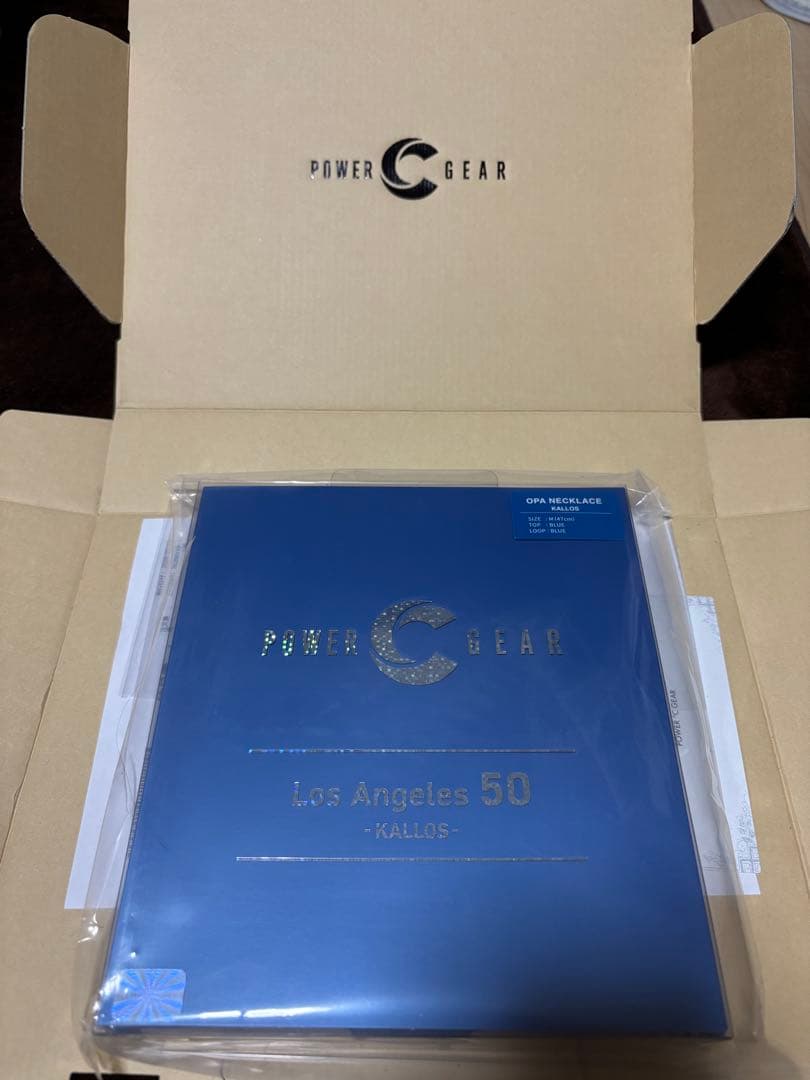 POWER GEAR
OPA NECKLACE
KALLOS
SIZE : M(47cm)
TOP : BLUE
LOOP : BLUE
POWER GEAR
Los Angeles 50
-KALLOS-
POWER °C GEAR